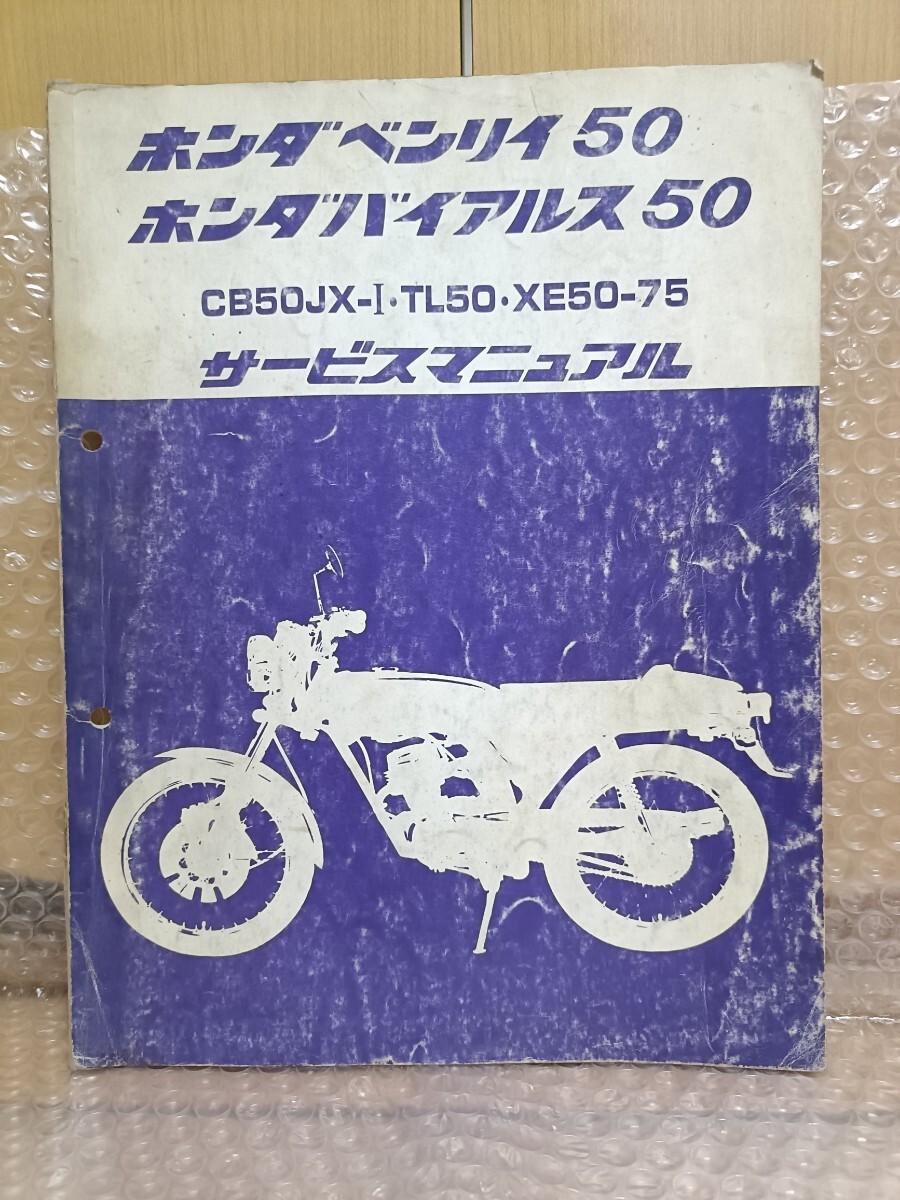 ホンダベンリイ50
ホンダバイアルス50
CB50JX-I・TL50・XE50-75
サービスマニュアル